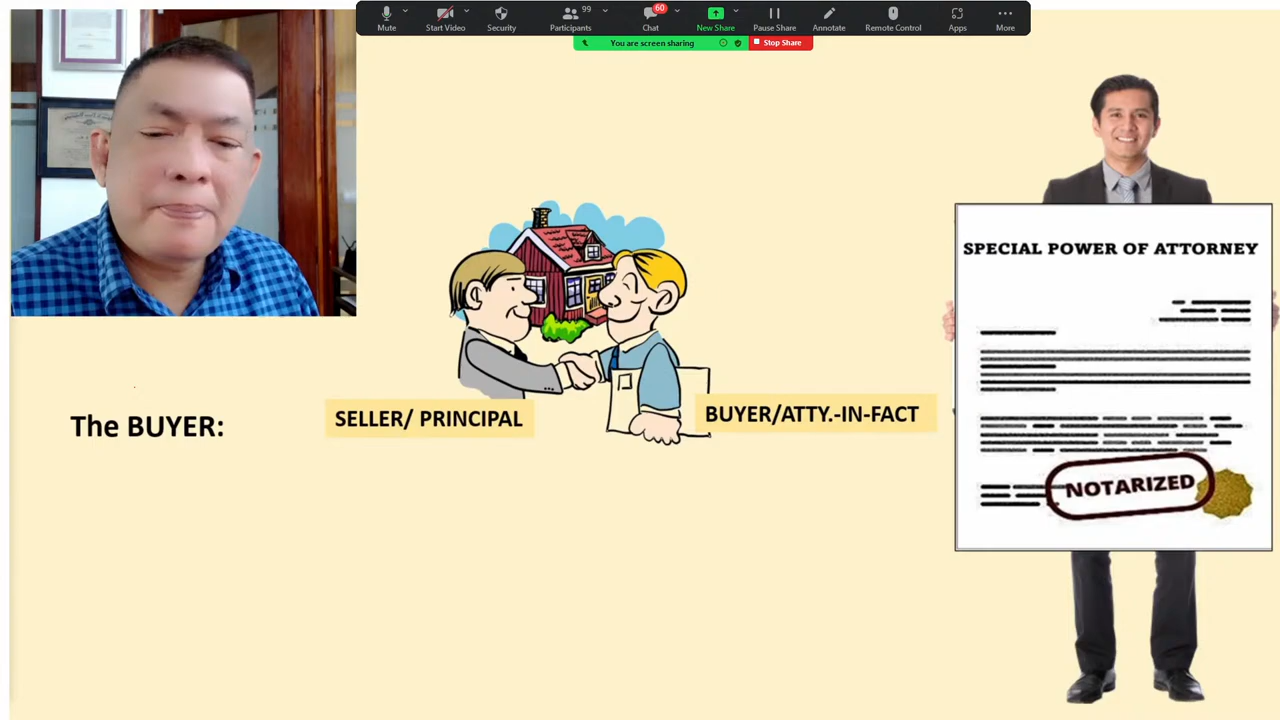 Mute
Start Video
Security
99
Participants
60
Chat
New Share
Pause Share
Annotate
Remote Control
Apps
More
You are screen sharing
Stop Share
SPECIAL POWER OF ATTORNEY
The BUYER:
SELLER/ PRINCIPAL
BUYER/ATTY.-IN-FACT
NOTARIZED